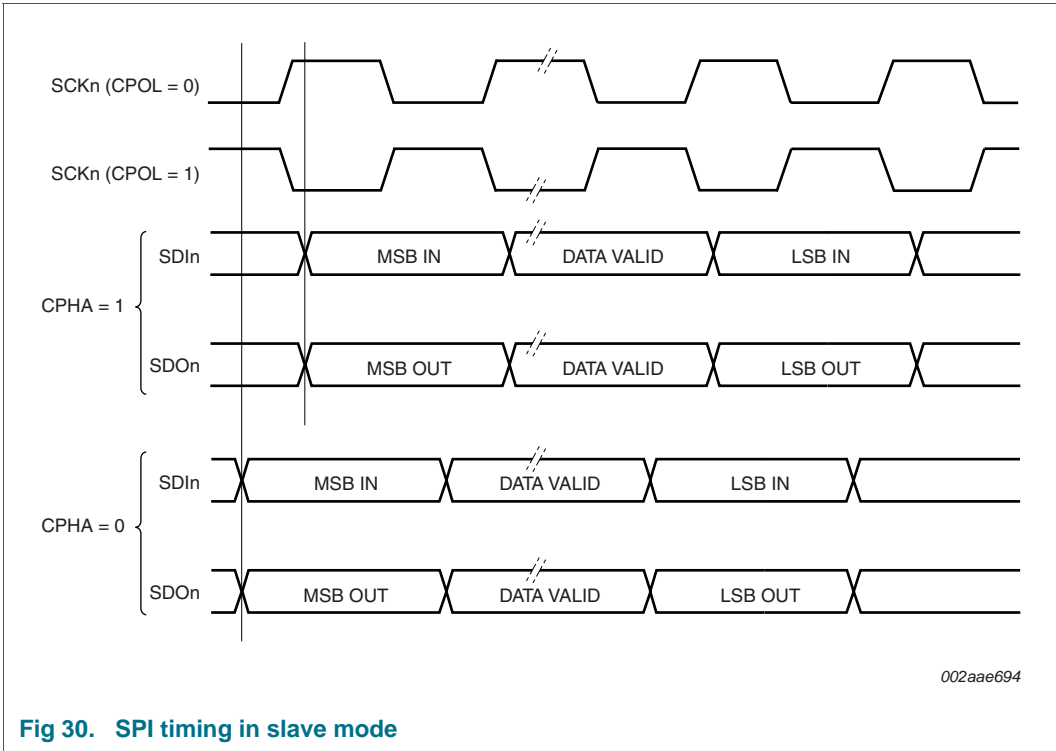 SCKn (CPOL = 0)
SCKn (CPOL = 1)
CPHA = 1
SDIn
MSB IN
DATA VALID
LSB IN
SDOn
MSB OUT
DATA VALID
LSB OUT
CPHA = 0
SDIn
MSB IN
DATA VALID
LSB IN
SDOn
MSB OUT
DATA VALID
LSB OUT
002aae694
Fig 30. SPI timing in slave mode